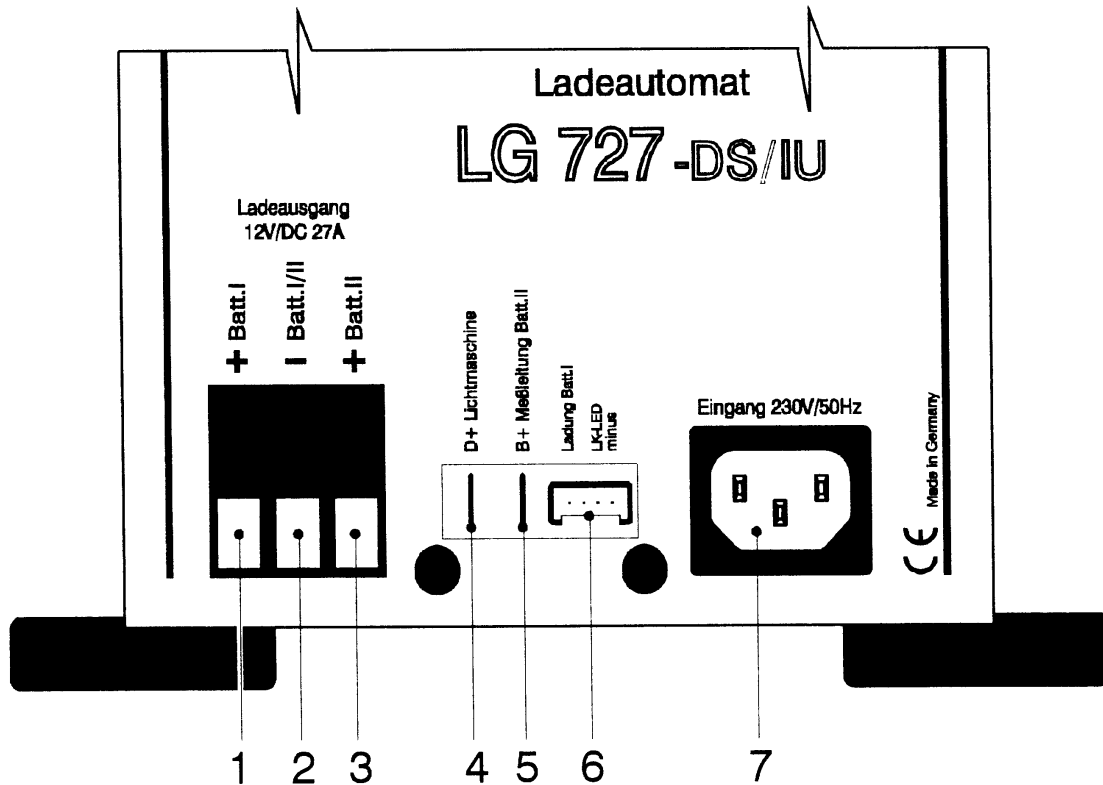 Ladeautomat
LG 727-DS/IU
Ladeausgang
12V/DC 27A
+ Batt.I
− Batt.I/II
+ Batt.II
D+ Lichtmaschine
B+ Meßleitung Batt.II
Ladung Batt.I
LK-LED
minus
Eingang 230V/50Hz
Made in Germany
CE
1 2 3 4 5 6 7